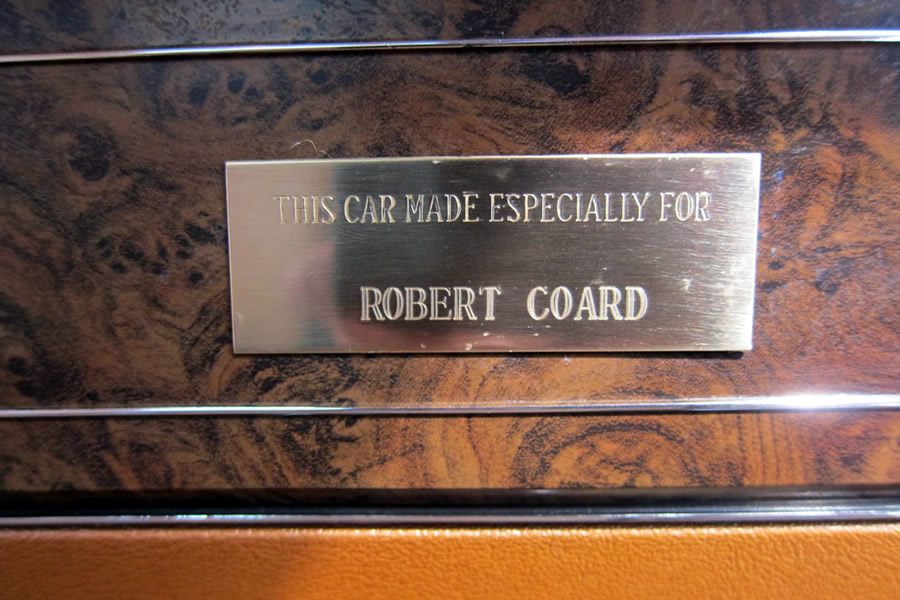 THIS CAR MADE ESPECIALLY FOR
ROBERT COARD